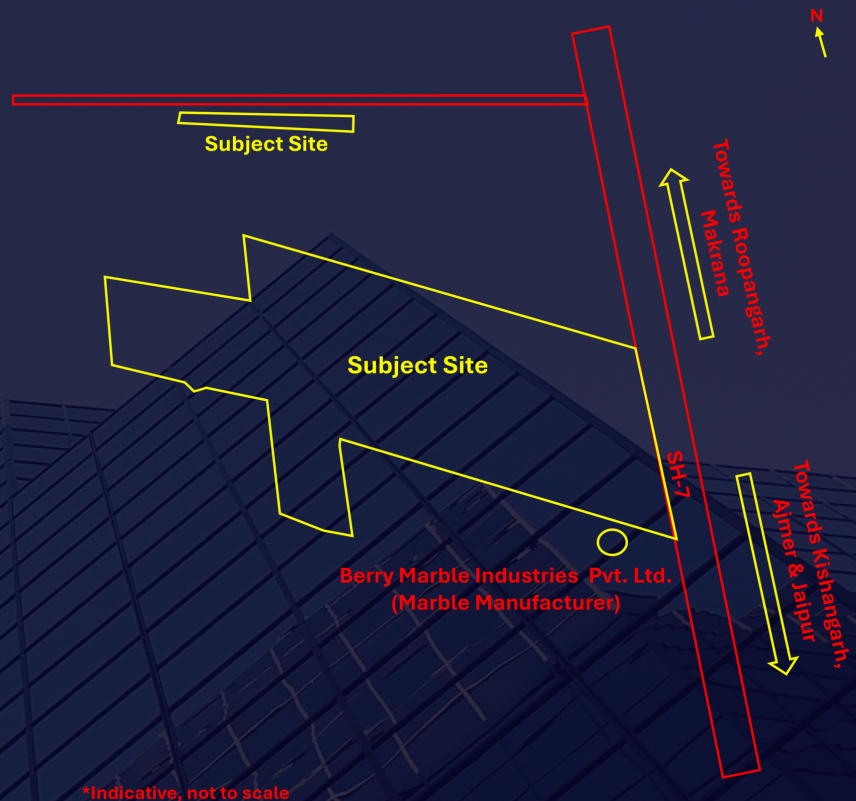 N
Subject Site
Towards Roopangarh,
Makrana
Subject Site
SH-7
Towards Kishangarh,
Ajmer & Jaipur
Berry Marble Industries Pvt. Ltd.
(Marble Manufacturer)
*Indicative, not to scale